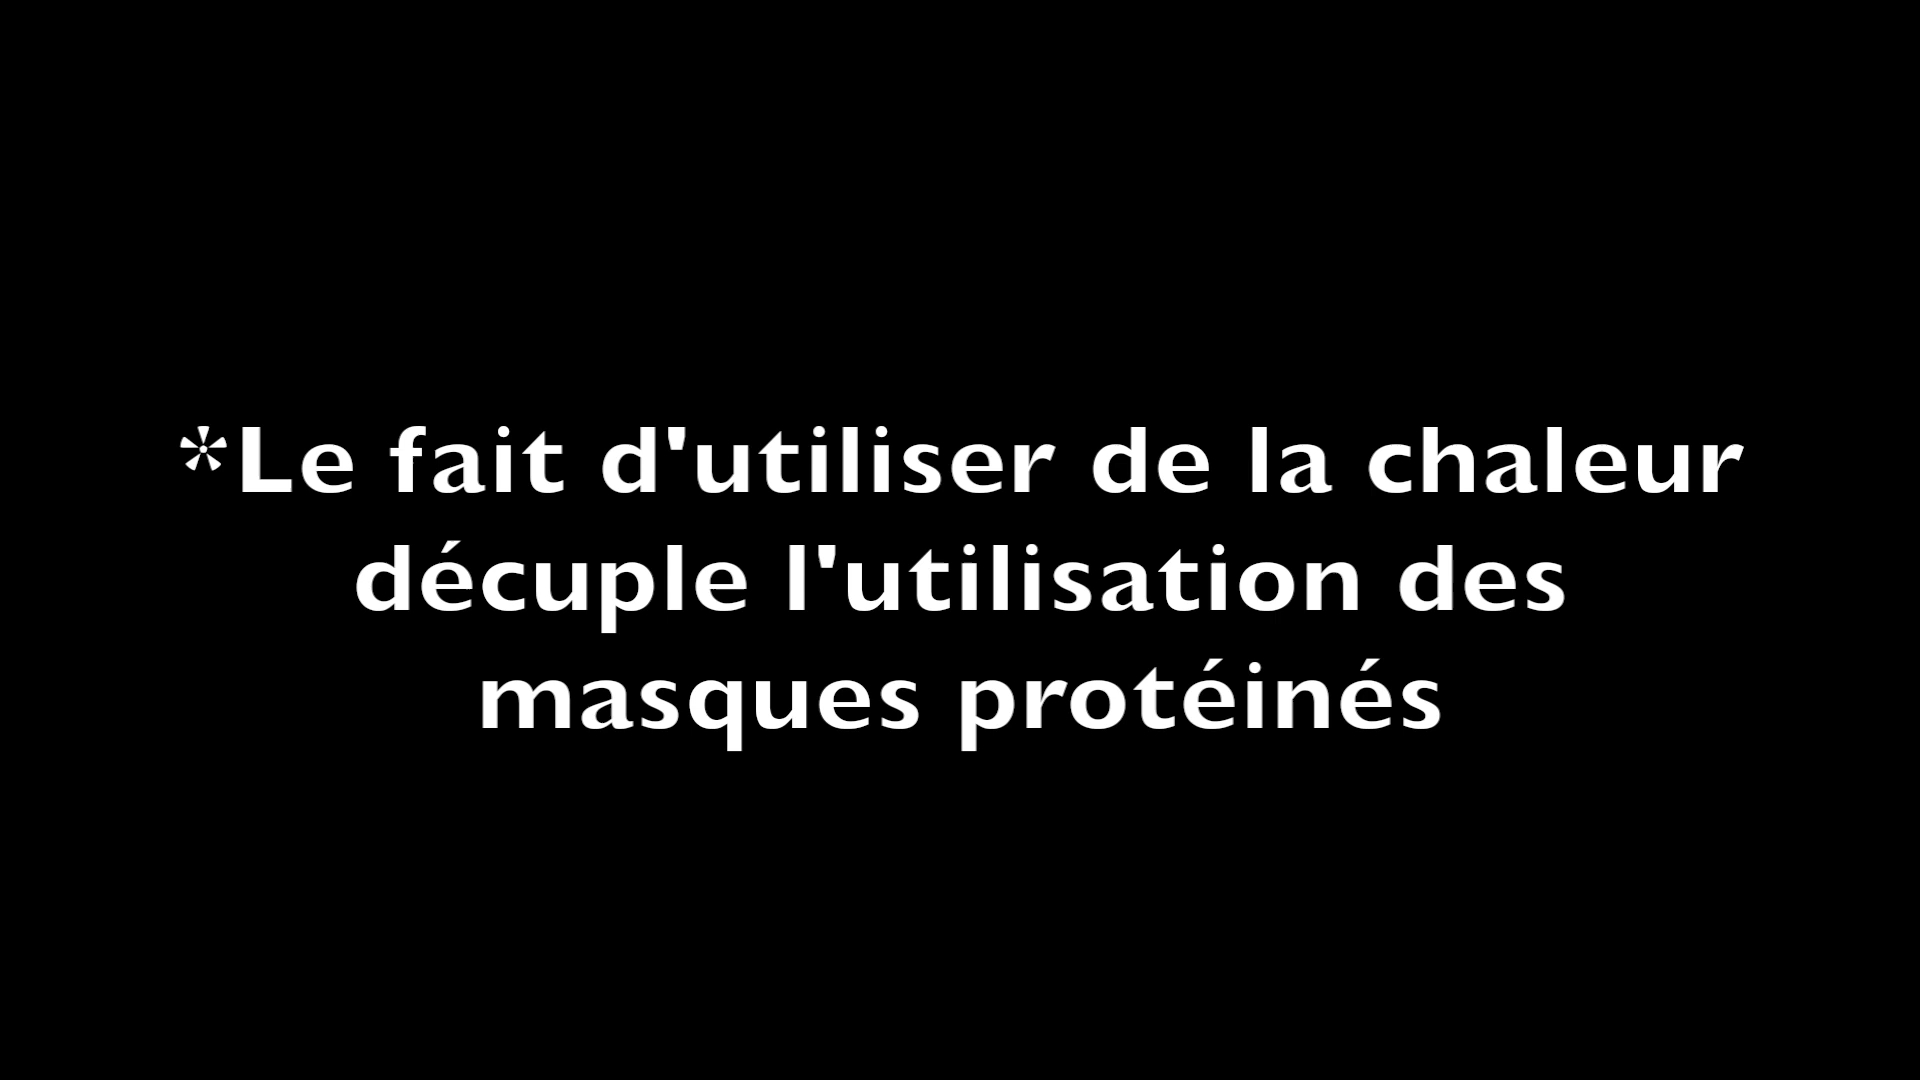 *Le fait d'utiliser de la chaleur
décuple l'utilisation des
masques protéinés